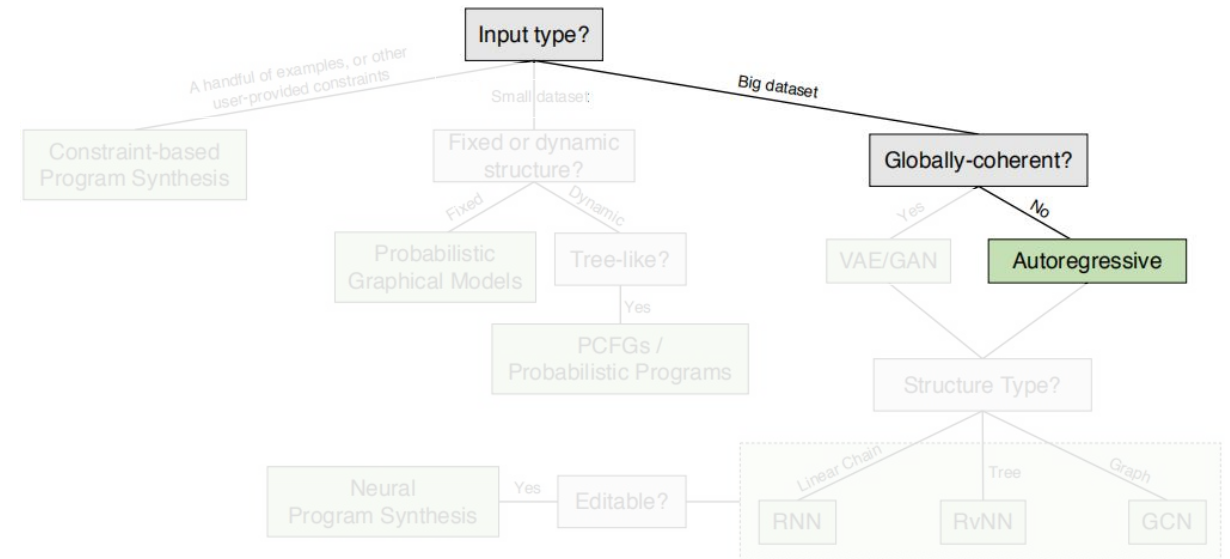 Input type?
A handful of examples, or other
user-provided constraints
Small dataset
Big dataset
Constraint-based
Program Synthesis
Fixed or dynamic
structure?
Globally-coherent?
Fixed
Dynamic
Yes
No
Probabilistic
Graphical Models
Tree-like?
VAE/GAN
Autoregressive
Yes
PCFGs /
Probabilistic Programs
Structure Type?
Linear Chain
Tree
Graph
Neural
Program Synthesis
Yes
Editable?
RNN
RvNN
GCN